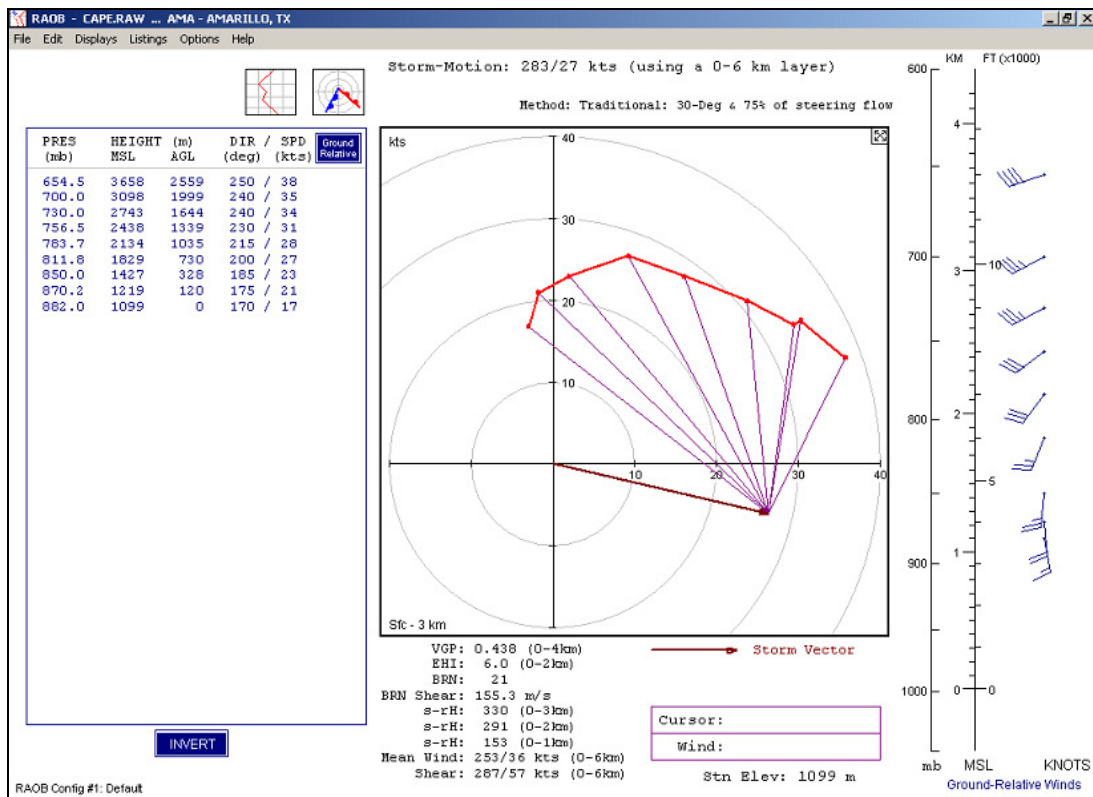 RAOB - CAPE.RAW ... AMA - AMARILLO, TX
File Edit Displays Listings Options Help
Storm-Motion: 283/27 kts (using a 0-6 km layer)
Method: Traditional: 30-Deg & 75% of steering flow
PRES HEIGHT (m) DIR / SPD
(mb) MSL AGL (deg) (kts)
Ground Relative
654.5 3658 2559 250 / 38
700.0 3098 1999 240 / 35
730.0 2743 1644 240 / 34
756.5 2438 1339 230 / 31
783.7 2134 1035 215 / 28
811.8 1829 730 200 / 27
850.0 1427 328 185 / 23
870.2 1219 120 175 / 21
882.0 1099 0 170 / 17
INVERT
RAOB Config #1: Default
kts
40
30
20
10
10 20 30 40
Sfc - 3 km
VGP: 0.438 (0-4km)
EHI: 6.0 (0-2km)
BRN: 21
BRN Shear: 155.3 m/s
s-rH: 330 (0-3km)
s-rH: 291 (0-2km)
s-rH: 153 (0-1km)
Mean Wind: 253/36 kts (0-6km)
Shear: 287/57 kts (0-6km)
Storm Vector
Cursor:
Wind:
Stn Elev: 1099 m
KM FT (x1000)
600
4
700
3 10
800
2
5
900
1
1000 0 0
mb MSL KNOTS
Ground-Relative Winds